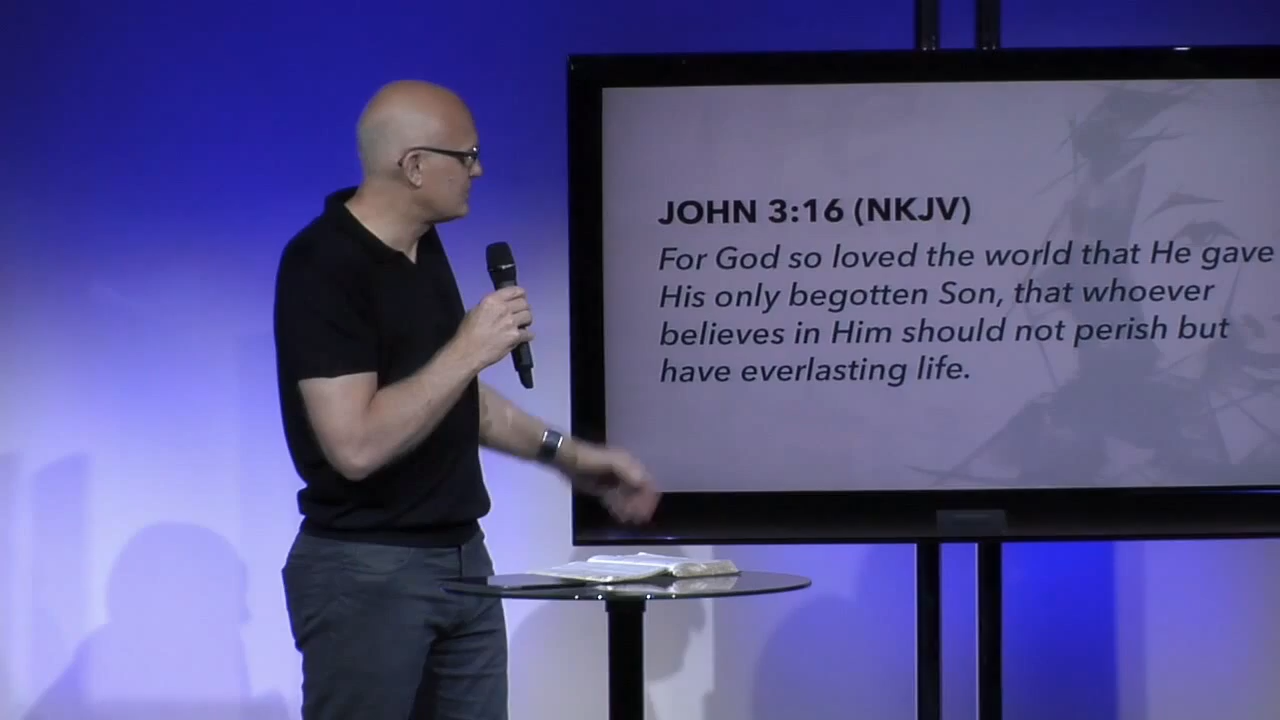 JOHN 3:16 (NKJV)
For God so loved the world that He gave
His only begotten Son, that whoever
believes in Him should not perish but
have everlasting life.